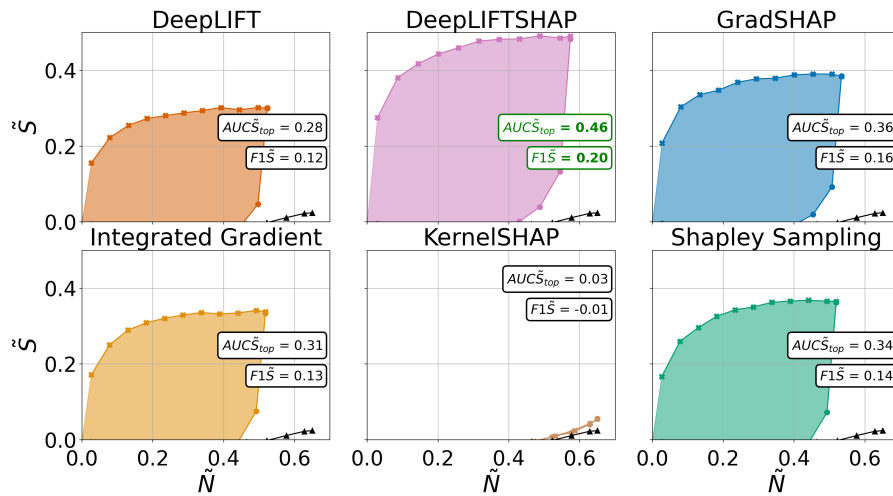 DeepLIFT
DeepLIFTSHAP
GradSHAP
S̃
0.4
0.2
0.0
AUCS̃top = 0.28
F1S̃ = 0.12
AUCS̃top = 0.46
F1S̃ = 0.20
AUCS̃top = 0.36
F1S̃ = 0.16
Integrated Gradient
KernelSHAP
Shapley Sampling
S̃
0.4
0.2
0.0
AUCS̃top = 0.31
F1S̃ = 0.13
AUCS̃top = 0.03
F1S̃ = -0.01
AUCS̃top = 0.34
F1S̃ = 0.14
0.0 0.2 0.4 0.6
0.0 0.2 0.4 0.6
0.0 0.2 0.4 0.6
Ñ
Ñ
Ñ